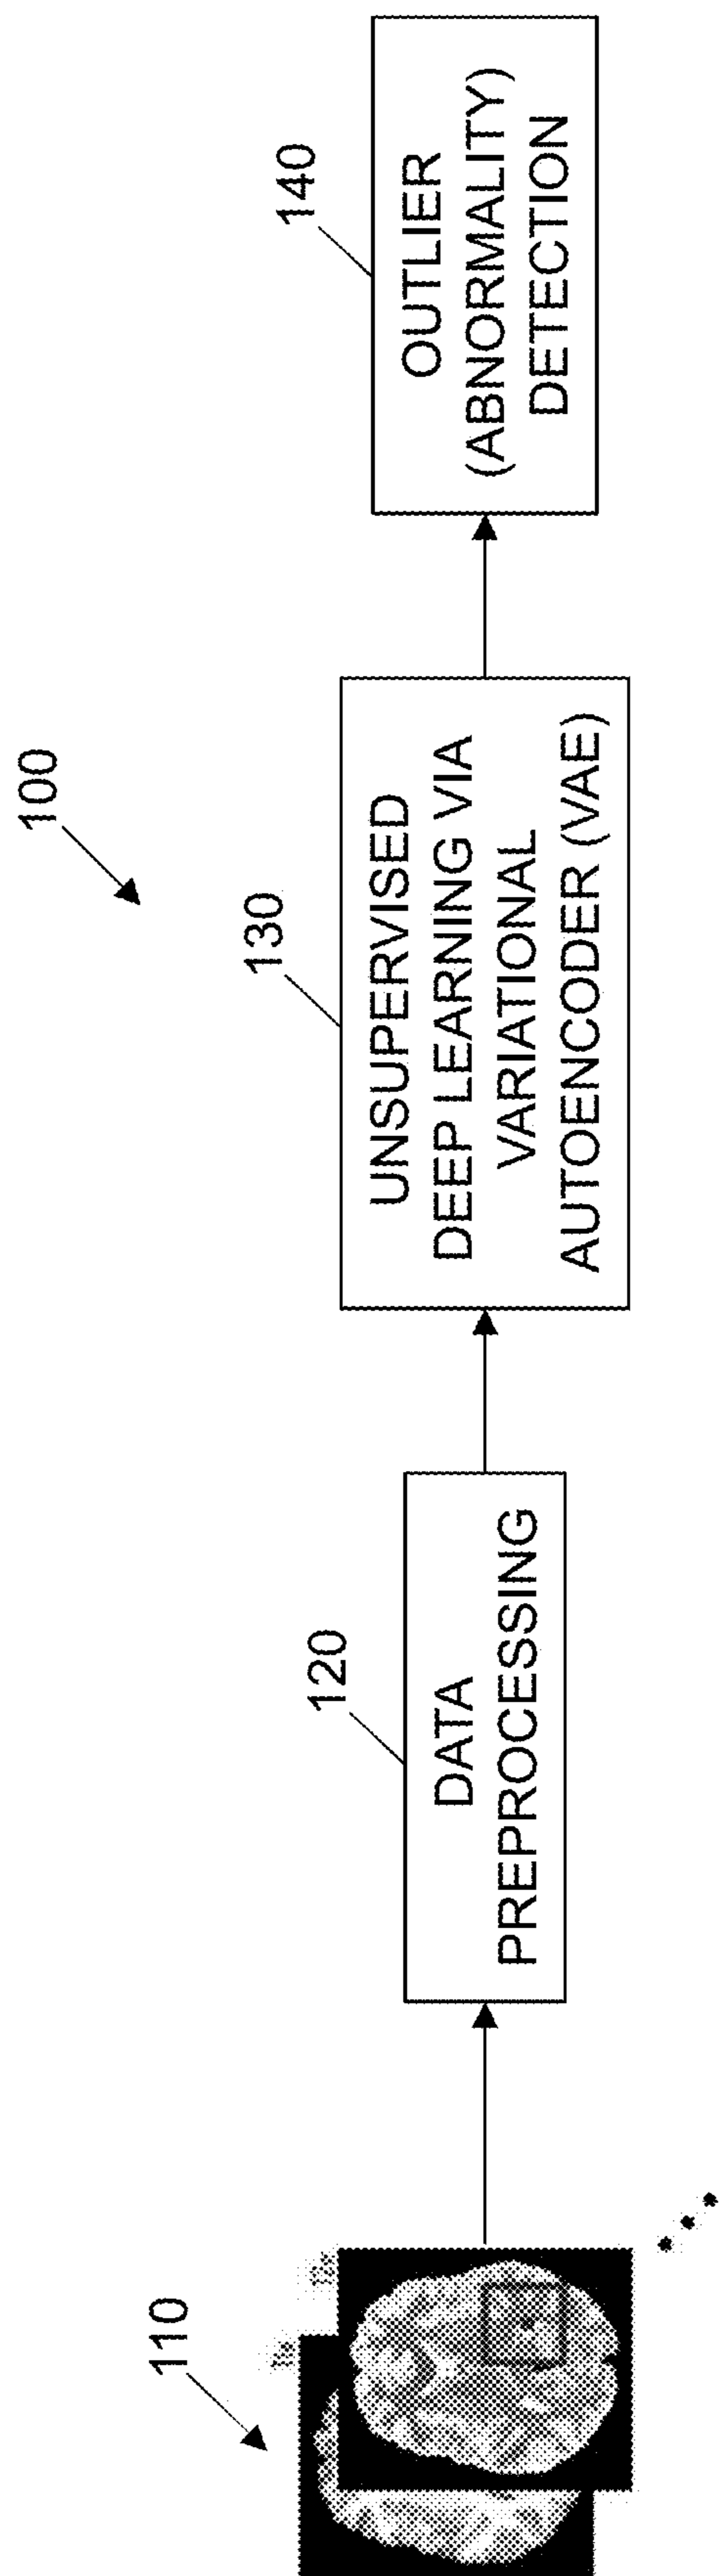 100
110
120
DATA
PREPROCESSING
130
UNSUPERVISED
DEEP LEARNING VIA
VARIATIONAL
AUTOENCODER (VAE)
140
OUTLIER
(ABNORMALITY)
DETECTION